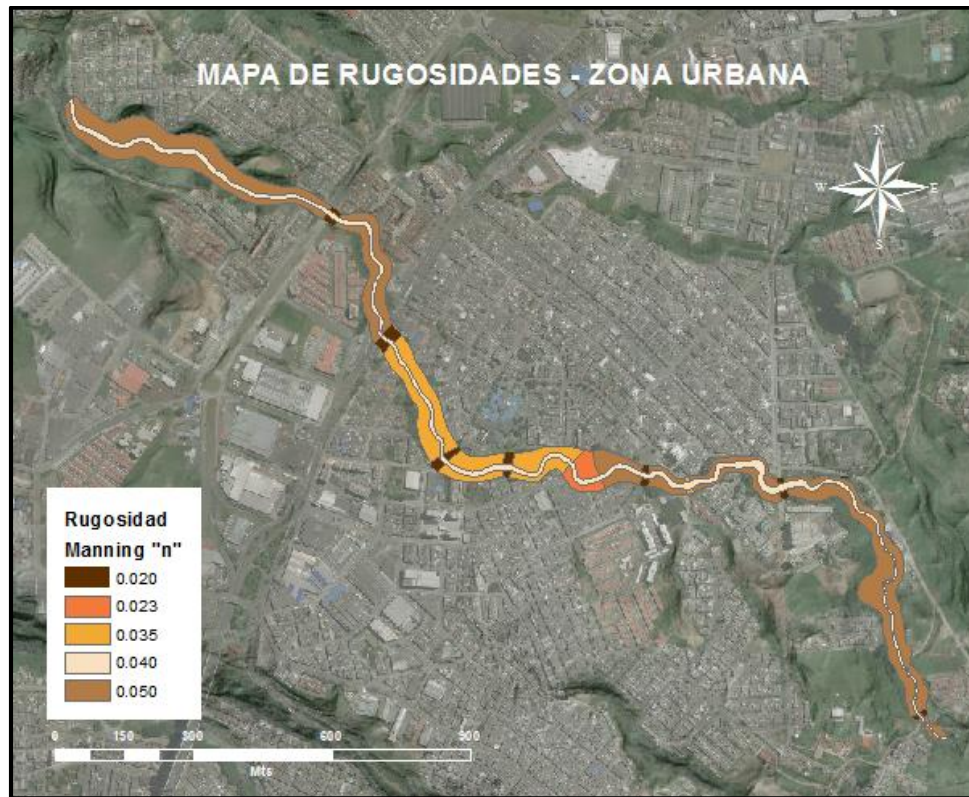 MAPA DE RUGOSIDADES - ZONA URBANA
N
W E
S
Rugosidad
Manning "n"
0.020
0.023
0.035
0.040
0.050
0 150 300 600 900
Mts